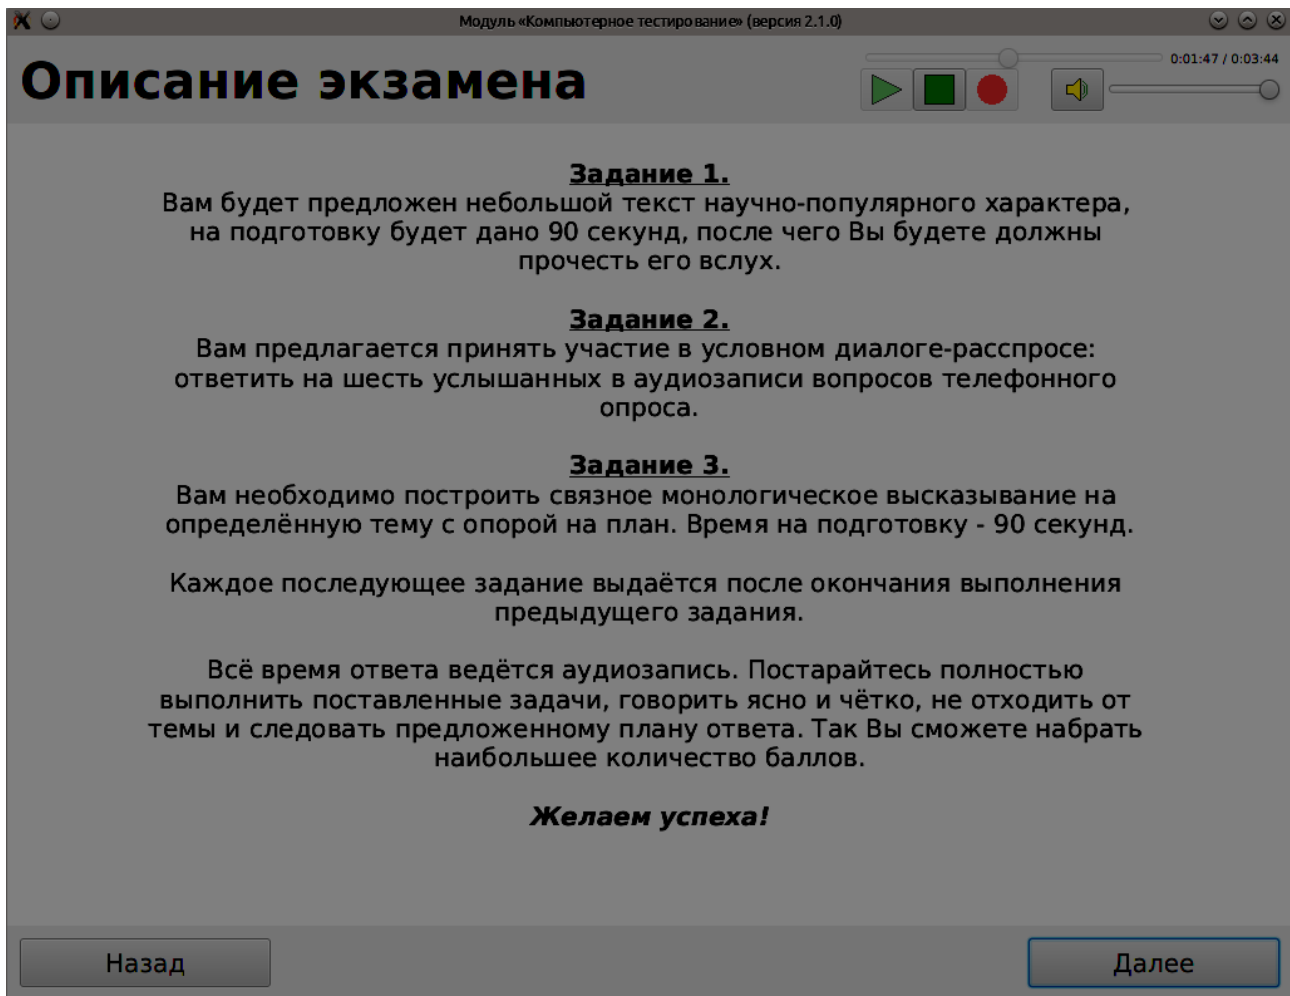 Модуль «Компьютерное тестирование» (версия 2.1.0)
Описание экзамена
0:01:47 / 0:03:44
Задание 1.
Вам будет предложен небольшой текст научно-популярного характера,
на подготовку будет дано 90 секунд, после чего Вы будете должны
прочесть его вслух.
Задание 2.
Вам предлагается принять участие в условном диалоге-расспросе:
ответить на шесть услышанных в аудиозаписи вопросов телефонного
опроса.
Задание 3.
Вам необходимо построить связное монологическое высказывание на
определённую тему с опорой на план. Время на подготовку - 90 секунд.
Каждое последующее задание выдаётся после окончания выполнения
предыдущего задания.
Всё время ответа ведётся аудиозапись. Постарайтесь полностью
выполнить поставленные задачи, говорить ясно и чётко, не отходить от
темы и следовать предложенному плану ответа. Так Вы сможете набрать
наибольшее количество баллов.
Желаем успеха!
Назад
Далее